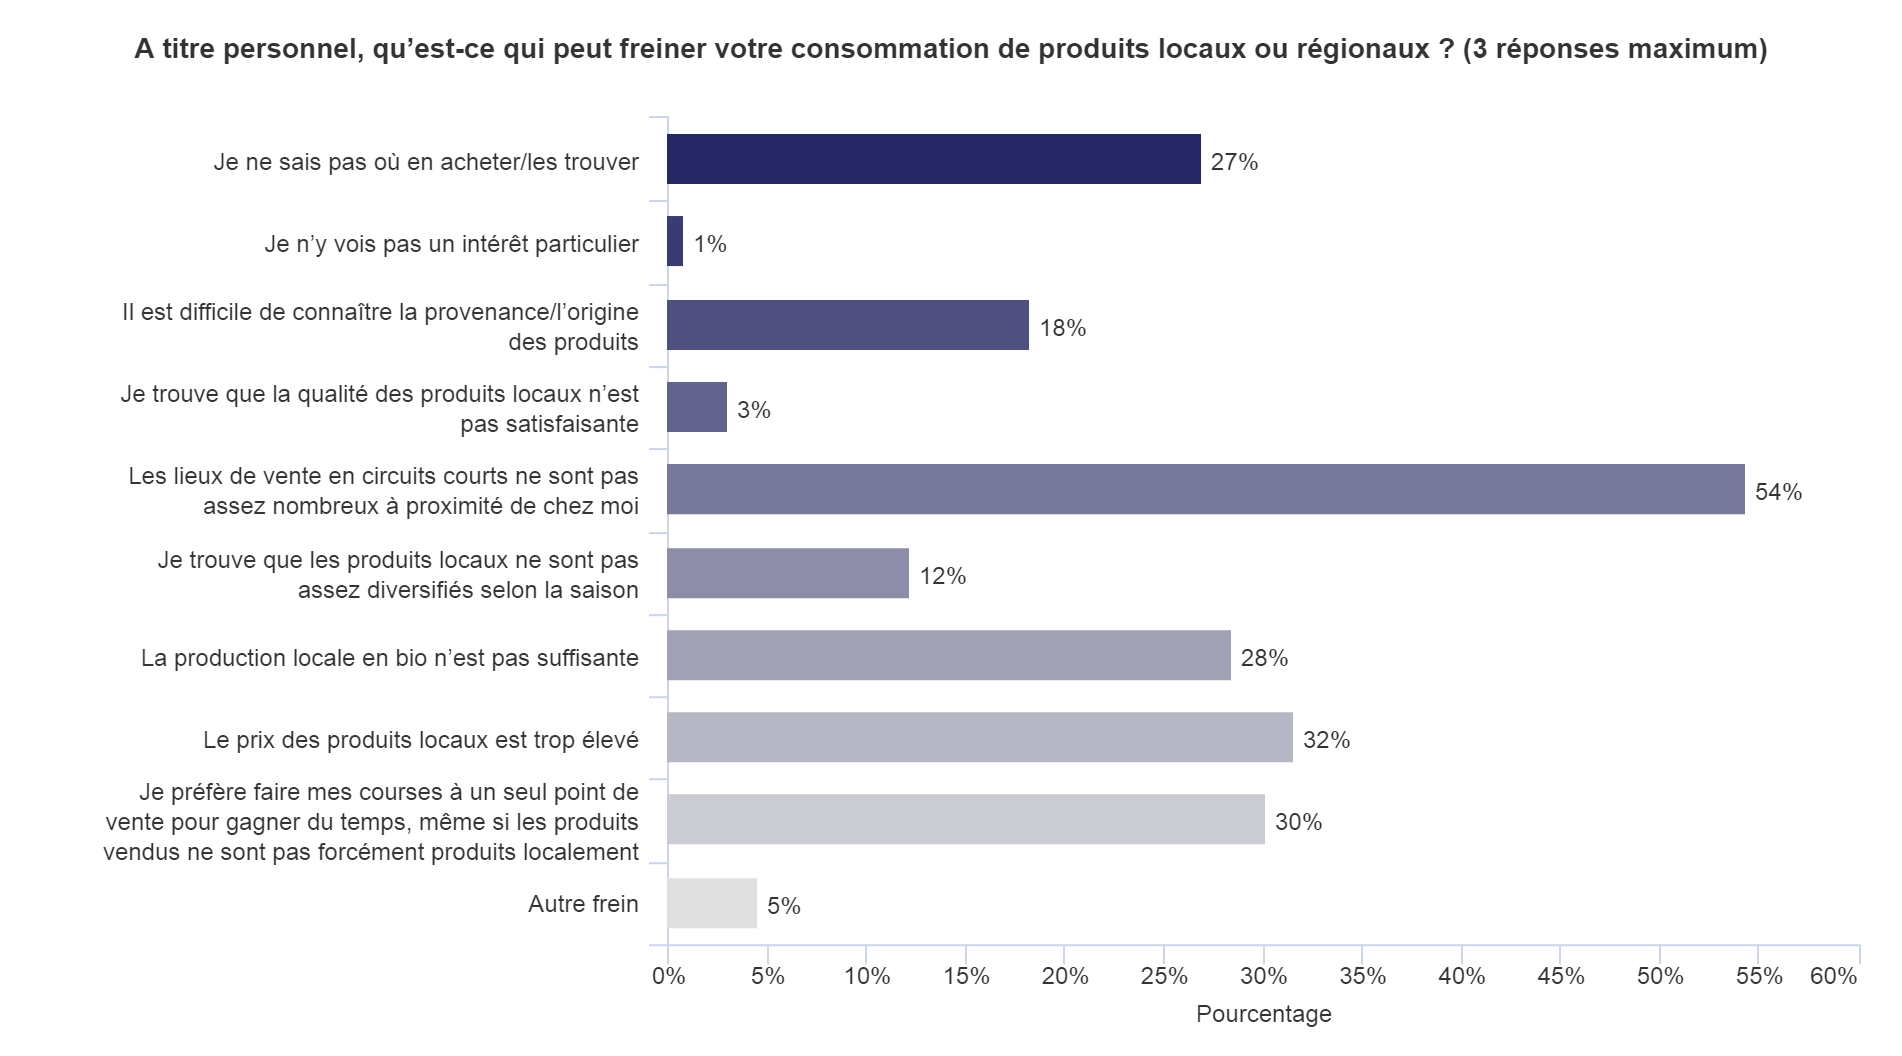 A titre personnel, qu’est-ce qui peut freiner votre consommation de produits locaux ou régionaux ? (3 réponses maximum)
Je ne sais pas où en acheter/les trouver
27%
Je n’y vois pas un intérêt particulier
1%
Il est difficile de connaître la provenance/l’origine
des produits
18%
Je trouve que la qualité des produits locaux n’est
pas satisfaisante
3%
Les lieux de vente en circuits courts ne sont pas
assez nombreux à proximité de chez moi
54%
Je trouve que les produits locaux ne sont pas
assez diversifiés selon la saison
12%
La production locale en bio n’est pas suffisante
28%
Le prix des produits locaux est trop élevé
32%
Je préfère faire mes courses à un seul point de
vente pour gagner du temps, même si les produits
vendus ne sont pas forcément produits localement
30%
Autre frein
5%
0% 5% 10% 15% 20% 25% 30% 35% 40% 45% 50% 55% 60%
Pourcentage